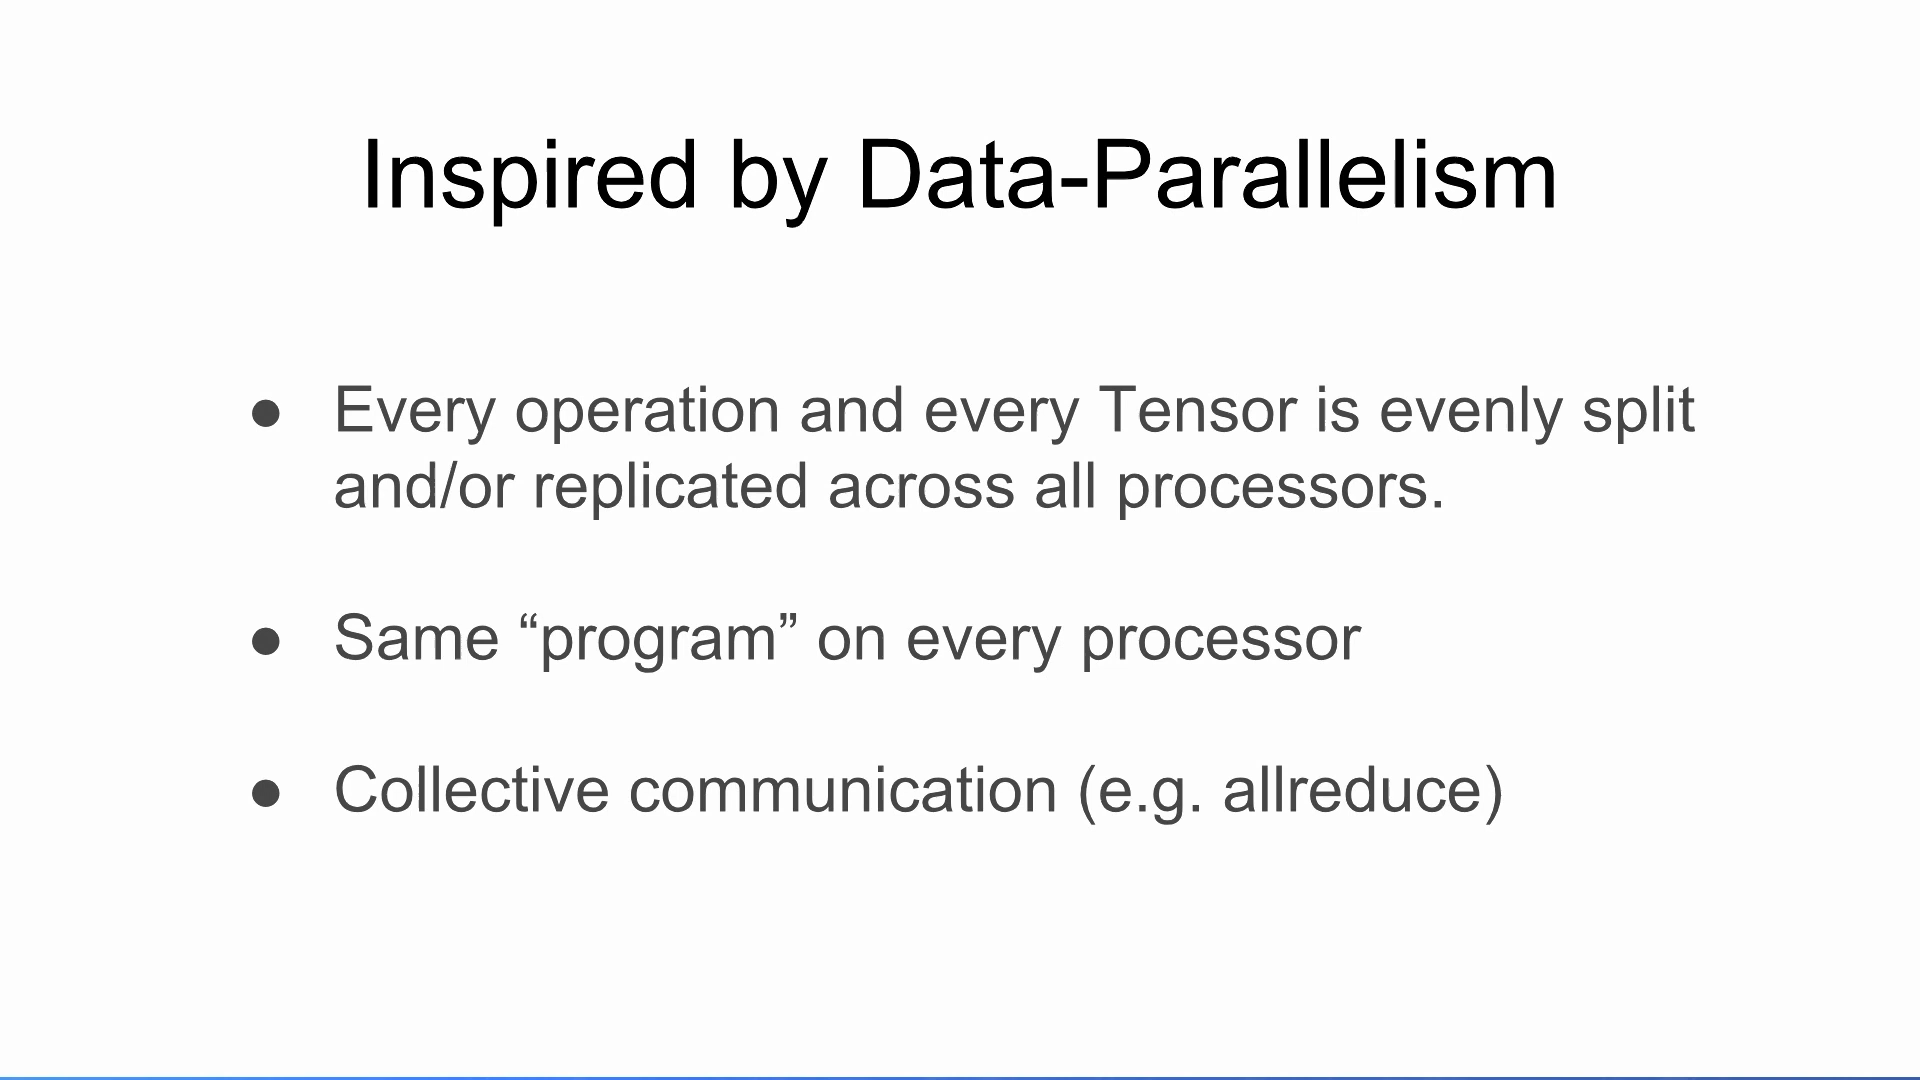 Inspired by Data-Parallelism
● Every operation and every Tensor is evenly split
and/or replicated across all processors.
● Same “program” on every processor
● Collective communication (e.g. allreduce)